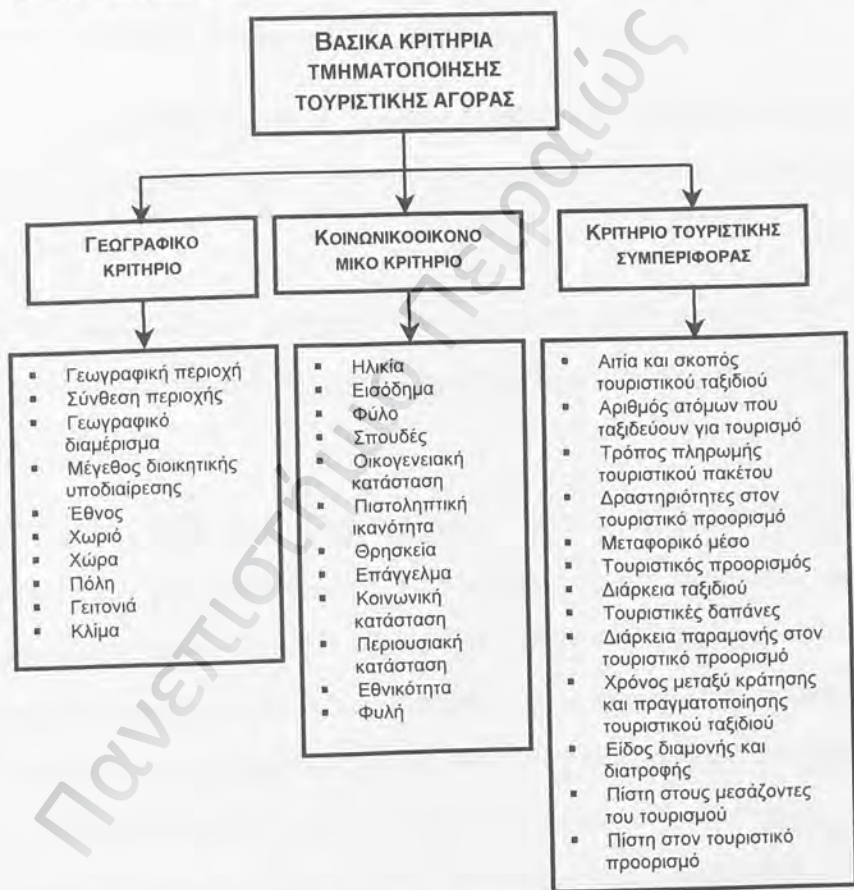 ΒΑΣΙΚΑ ΚΡΙΤΗΡΙΑ
ΤΜΗΜΑΤΟΠΟΙΗΣΗΣ
ΤΟΥΡΙΣΤΙΚΗΣ ΑΓΟΡΑΣ
ΓΕΩΓΡΑΦΙΚΟ
ΚΡΙΤΗΡΙΟ
▪ Γεωγραφική περιοχή
▪ Σύνθεση περιοχής
▪ Γεωγραφικό
διαμέρισμα
▪ Μέγεθος διοικητικής
υποδιαίρεσης
▪ Έθνος
▪ Χωριό
▪ Χώρα
▪ Πόλη
▪ Γειτονιά
▪ Κλίμα
ΚΟΙΝΩΝΙΚΟΟΙΚΟΝΟ
ΜΙΚΟ ΚΡΙΤΗΡΙΟ
▪ Ηλικία
▪ Εισόδημα
▪ Φύλο
▪ Σπουδές
▪ Οικογενειακή
κατάσταση
▪ Πιστοληπτική
ικανότητα
▪ Θρησκεία
▪ Επάγγελμα
▪ Κοινωνική
κατάσταση
▪ Περιουσιακή
κατάσταση
▪ Εθνικότητα
▪ Φυλή
ΚΡΙΤΗΡΙΟ ΤΟΥΡΙΣΤΙΚΗΣ
ΣΥΜΠΕΡΙΦΟΡΑΣ
▪ Αιτία και σκοπός
τουριστικού ταξιδιού
▪ Αριθμός ατόμων που
ταξιδεύουν για τουρισμό
▪ Τρόπος πληρωμής
τουριστικού πακέτου
▪ Δραστηριότητες στον
τουριστικό προορισμό
▪ Μεταφορικό μέσο
▪ Τουριστικός προορισμός
▪ Διάρκεια ταξιδιού
▪ Τουριστικές δαπάνες
▪ Διάρκεια παραμονής στον
τουριστικό προορισμό
▪ Χρόνος μεταξύ κράτησης
και πραγματοποίησης
τουριστικού ταξιδιού
▪ Είδος διαμονής και
διατροφής
▪ Πίστη στους μεσάζοντες
του τουρισμού
▪ Πίστη στον τουριστικό
προορισμό
Πανεπιστήμιο Πειραιώς